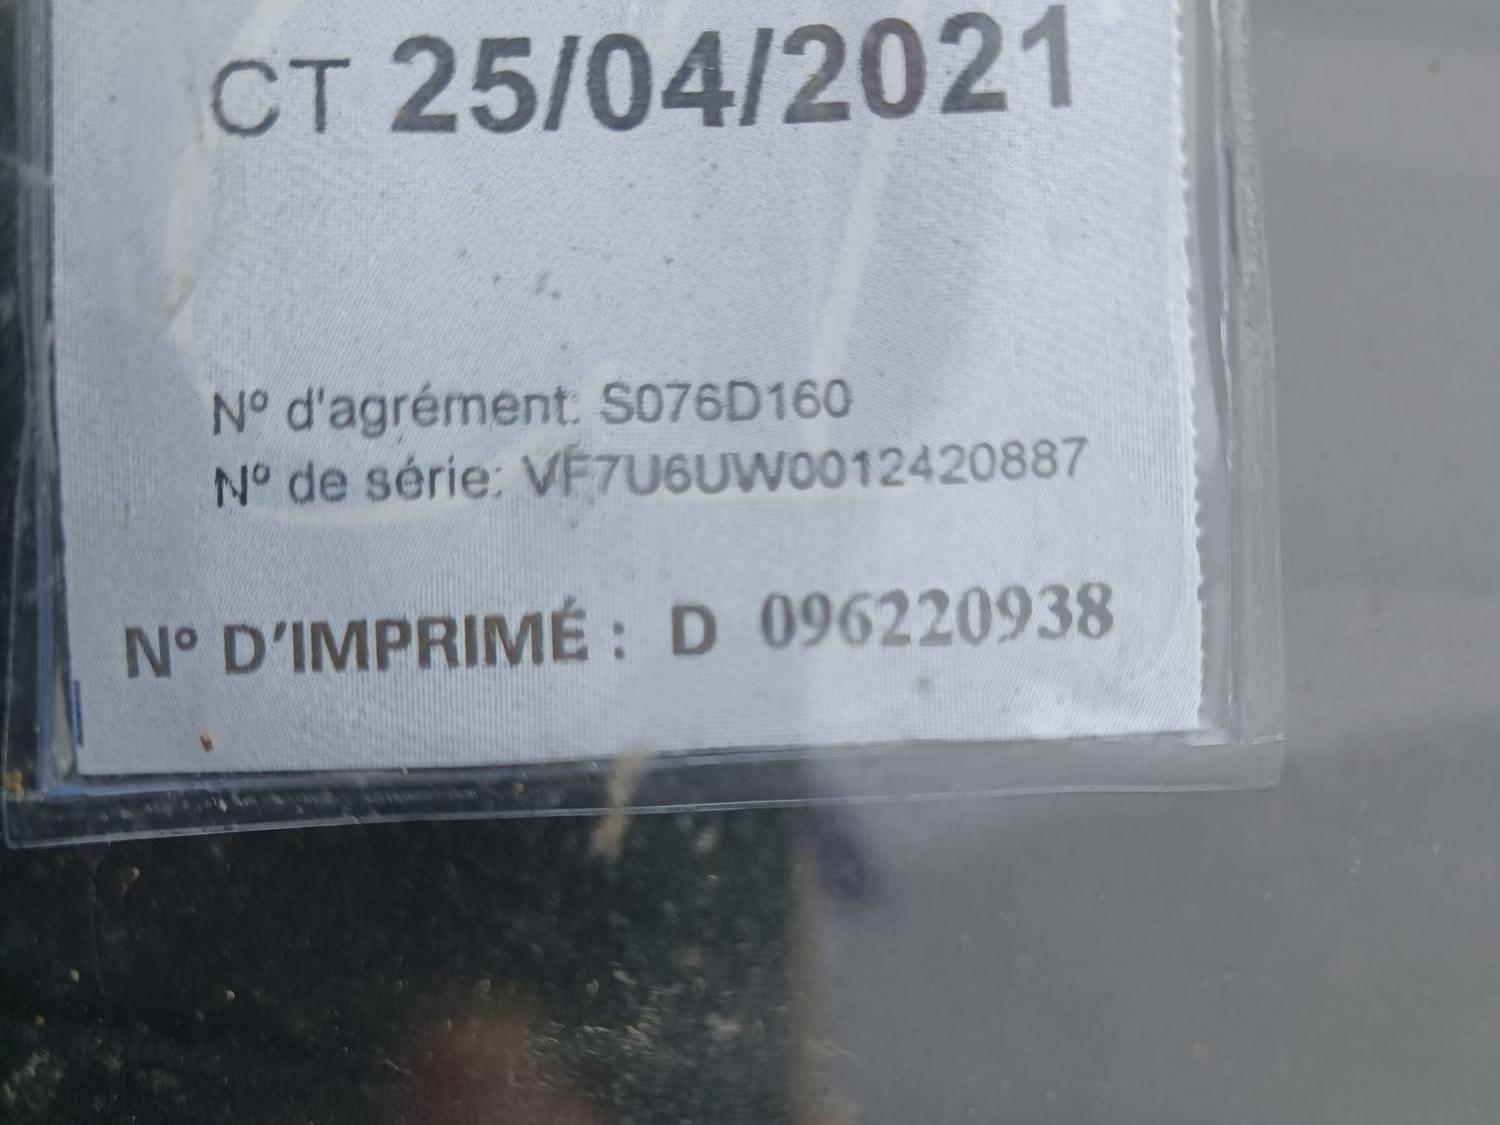 CT 25/04/2021
N° d'agrément: S076D160
N° de série: VF7U6UW0012420887
N° D'IMPRIMÉ : D 096220938